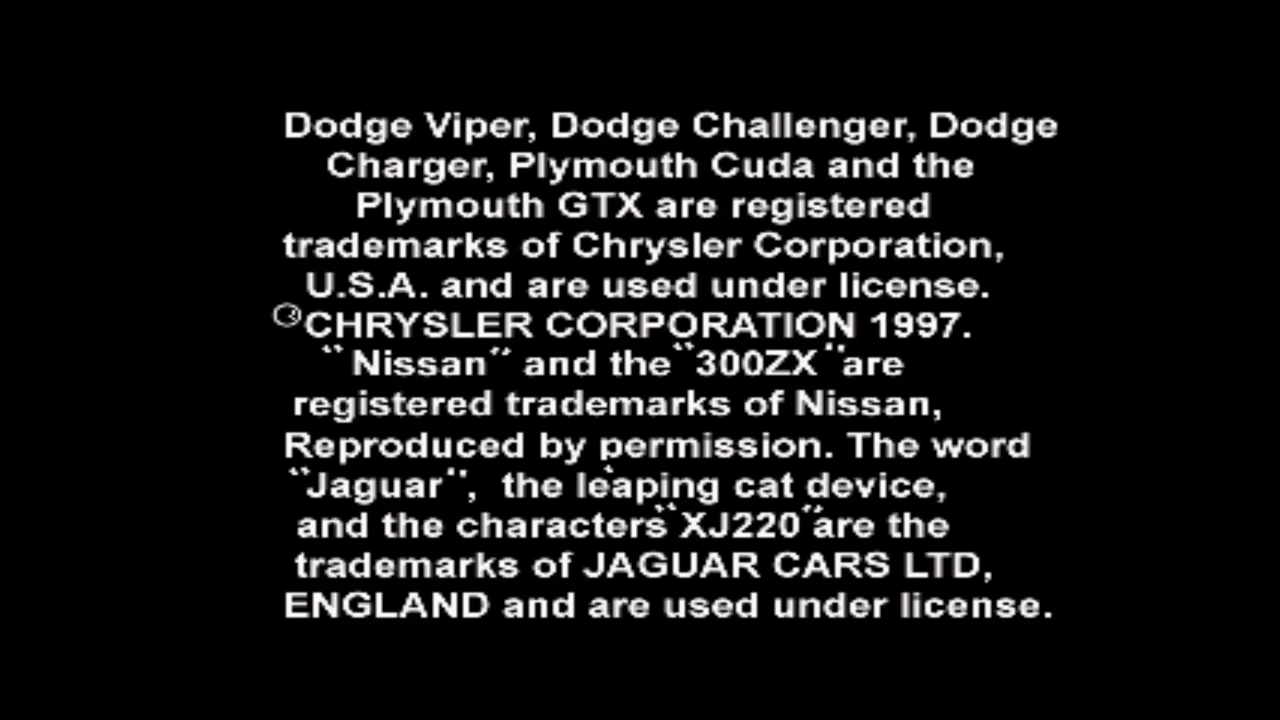 Dodge Viper, Dodge Challenger, Dodge
Charger, Plymouth Cuda and the
Plymouth GTX are registered
trademarks of Chrysler Corporation,
U.S.A. and are used under license.
©CHRYSLER CORPORATION 1997.
“Nissan” and the “300ZX” are
registered trademarks of Nissan,
Reproduced by permission. The word
“Jaguar”, the leaping cat device,
and the characters “XJ220” are the
trademarks of JAGUAR CARS LTD,
ENGLAND and are used under license.